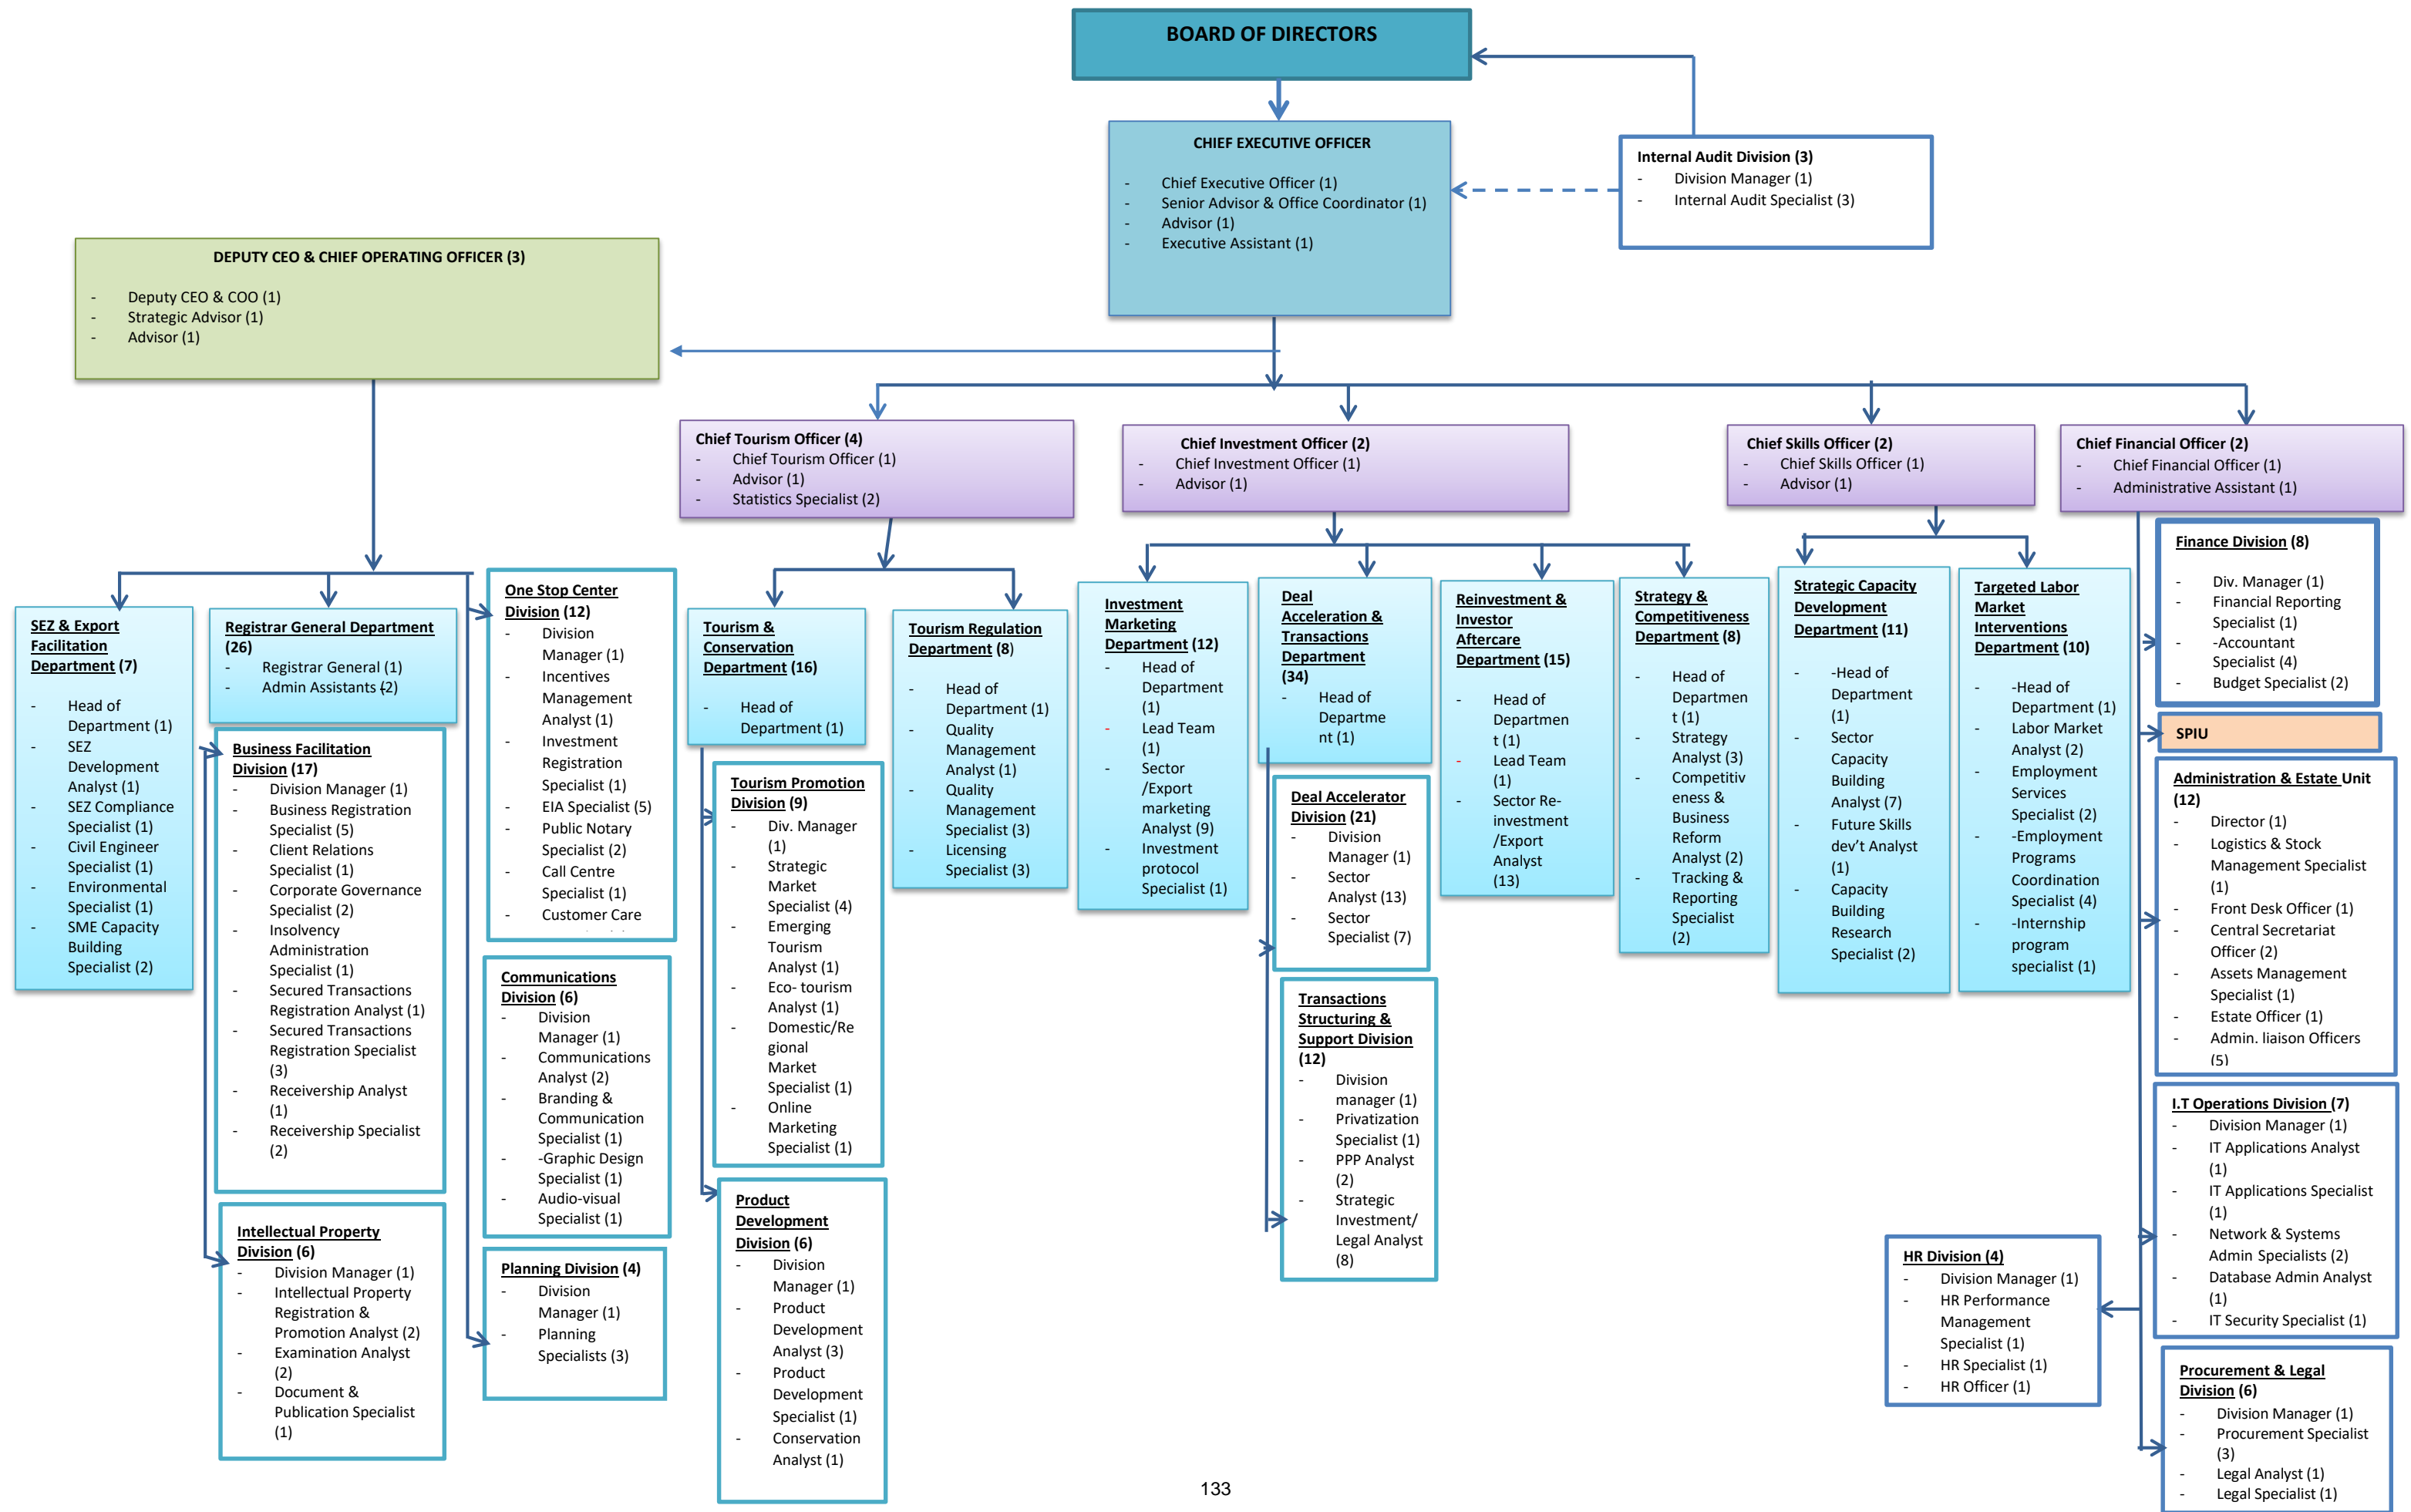 BOARD OF DIRECTORS
CHIEF EXECUTIVE OFFICER
- Chief Executive Officer (1)
- Senior Advisor & Office Coordinator (1)
- Advisor (1)
- Executive Assistant (1)
Internal Audit Division (3)
- Division Manager (1)
- Internal Audit Specialist (3)
DEPUTY CEO & CHIEF OPERATING OFFICER (3)
- Deputy CEO & COO (1)
- Strategic Advisor (1)
- Advisor (1)
Chief Tourism Officer (4)
- Chief Tourism Officer (1)
- Advisor (1)
- Statistics Specialist (2)
Chief Investment Officer (2)
- Chief Investment Officer (1)
- Advisor (1)
Chief Skills Officer (2)
- Chief Skills Officer (1)
- Advisor (1)
Chief Financial Officer (2)
- Chief Financial Officer (1)
- Administrative Assistant (1)
SEZ & Export
Facilitation
Department (7)
- Head of
Department (1)
- SEZ
Development
Analyst (1)
- SEZ Compliance
Specialist (1)
- Civil Engineer
Specialist (1)
- Environmental
Specialist (1)
- SME Capacity
Building
Specialist (2)
Registrar General Department
(26)
- Registrar General (1)
- Admin Assistants (2)
Business Facilitation
Division (17)
- Division Manager (1)
- Business Registration
Specialist (5)
- Client Relations
Specialist (1)
- Corporate Governance
Specialist (2)
- Insolvency
Administration
Specialist (1)
- Secured Transactions
Registration Analyst (1)
- Secured Transactions
Registration Specialist
(3)
- Receivership Analyst
(1)
- Receivership Specialist
(2)
Intellectual Property
Division (6)
- Division Manager (1)
- Intellectual Property
Registration &
Promotion Analyst (2)
- Examination Analyst
(2)
- Document &
Publication Specialist
(1)
One Stop Center
Division (12)
- Division
Manager (1)
- Incentives
Management
Analyst (1)
- Investment
Registration
Specialist (1)
- EIA Specialist (5)
- Public Notary
Specialist (2)
- Call Centre
Specialist (1)
- Customer Care
Communications
Division (6)
- Division
Manager (1)
- Communications
Analyst (2)
- Branding &
Communication
Specialist (1)
- -Graphic Design
Specialist (1)
- Audio-visual
Specialist (1)
Planning Division (4)
- Division
Manager (1)
- Planning
Specialists (3)
Tourism &
Conservation
Department (16)
- Head of
Department (1)
Tourism Promotion
Division (9)
- Div. Manager
(1)
- Strategic
Market
Specialist (4)
- Emerging
Tourism
Analyst (1)
- Eco- tourism
Analyst (1)
- Domestic/Re
gional
Market
Specialist (1)
- Online
Marketing
Specialist (1)
Product
Development
Division (6)
- Division
Manager (1)
- Product
Development
Analyst (3)
- Product
Development
Specialist (1)
- Conservation
Analyst (1)
Tourism Regulation
Department (8)
- Head of
Department (1)
- Quality
Management
Analyst (1)
- Quality
Management
Specialist (3)
- Licensing
Specialist (3)
Investment
Marketing
Department (12)
- Head of
Department
(1)
- Lead Team
(1)
- Sector
/Export
marketing
Analyst (9)
- Investment
protocol
Specialist (1)
Deal
Acceleration &
Transactions
Department
(34)
- Head of
Departme
nt (1)
Deal Accelerator
Division (21)
- Division
Manager (1)
- Sector
Analyst (13)
- Sector
Specialist (7)
Transactions
Structuring &
Support Division
(12)
- Division
manager (1)
- Privatization
Specialist (1)
- PPP Analyst
(2)
- Strategic
Investment/
Legal Analyst
(8)
Reinvestment &
Investor
Aftercare
Department (15)
- Head of
Departmen
t (1)
- Lead Team
(1)
- Sector Re-
investment
/Export
Analyst
(13)
Strategy &
Competitiveness
Department (8)
- Head of
Departmen
t (1)
- Strategy
Analyst (3)
- Competitiv
eness &
Business
Reform
Analyst (2)
- Tracking &
Reporting
Specialist
(2)
Strategic Capacity
Development
Department (11)
- -Head of
Department
(1)
- Sector
Capacity
Building
Analyst (7)
- Future Skills
dev’t Analyst
(1)
- Capacity
Building
Research
Specialist (2)
Targeted Labor
Market
Interventions
Department (10)
- -Head of
Department (1)
- Labor Market
Analyst (2)
- Employment
Services
Specialist (2)
- -Employment
Programs
Coordination
Specialist (4)
- -Internship
program
specialist (1)
Finance Division (8)
- Div. Manager (1)
- Financial Reporting
Specialist (1)
- -Accountant
Specialist (4)
- Budget Specialist (2)
SPIU
Administration & Estate Unit
(12)
- Director (1)
- Logistics & Stock
Management Specialist
(1)
- Front Desk Officer (1)
- Central Secretariat
Officer (2)
- Assets Management
Specialist (1)
- Estate Officer (1)
- Admin. liaison Officers
(5)
I.T Operations Division (7)
- Division Manager (1)
- IT Applications Analyst
(1)
- IT Applications Specialist
(1)
- Network & Systems
Admin Specialists (2)
- Database Admin Analyst
(1)
- IT Security Specialist (1)
HR Division (4)
- Division Manager (1)
- HR Performance
Management
Specialist (1)
- HR Specialist (1)
- HR Officer (1)
Procurement & Legal
Division (6)
- Division Manager (1)
- Procurement Specialist
(3)
- Legal Analyst (1)
- Legal Specialist (1)
133